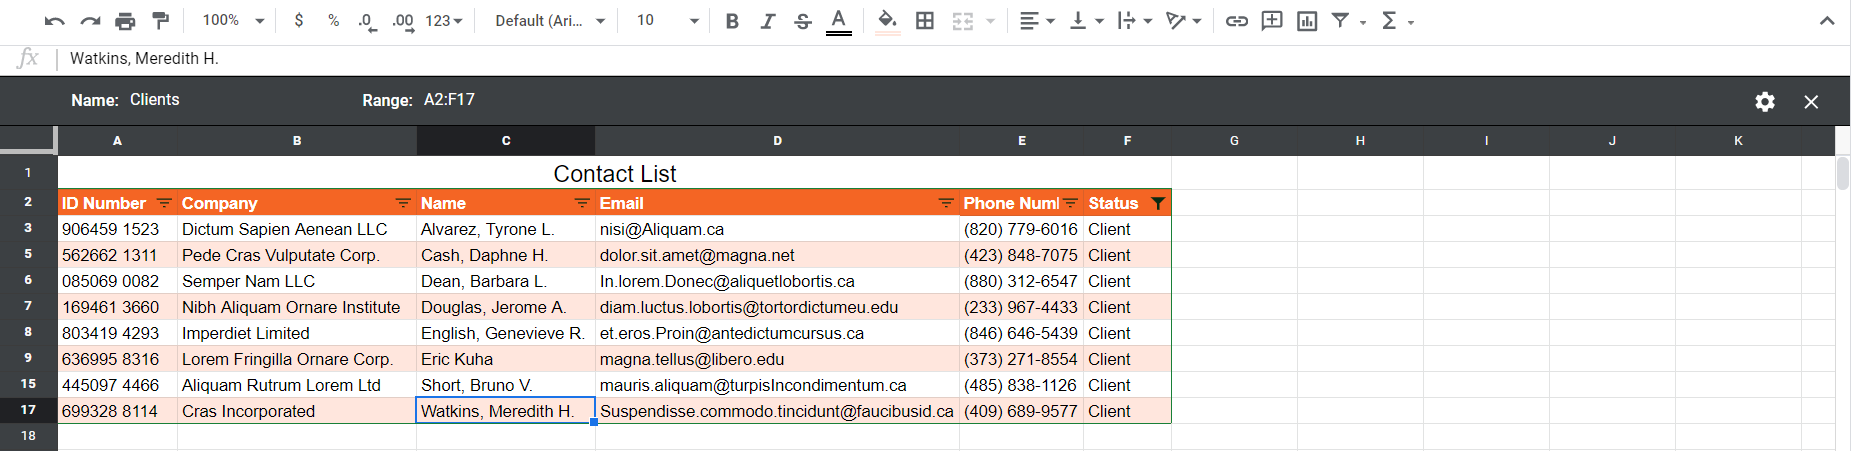 100% $ % .0 .00 123 Default (Ari... 10 B I S A Σ
fx Watkins, Meredith H.
Name: Clients Range: A2:F17
A B C D E F G H I J K
1 Contact List
2 ID Number Company Name Email Phone Num Status
3 906459 1523 Dictum Sapien Aenean LLC Alvarez, Tyrone L. nisi@Aliquam.ca (820) 779-6016 Client
5 562662 1311 Pede Cras Vulputate Corp. Cash, Daphne H. dolor.sit.amet@magna.net (423) 848-7075 Client
6 085069 0082 Semper Nam LLC Dean, Barbara L. In.lorem.Donec@aliquetlobortis.ca (880) 312-6547 Client
7 169461 3660 Nibh Aliquam Ornare Institute Douglas, Jerome A. diam.luctus.lobortis@tortordictumeu.edu (233) 967-4433 Client
8 803419 4293 Imperdiet Limited English, Genevieve R. et.eros.Proin@antedictumcursus.ca (846) 646-5439 Client
9 636995 8316 Lorem Fringilla Ornare Corp. Eric Kuha magna.tellus@libero.edu (373) 271-8554 Client
15 445097 4466 Aliquam Rutrum Lorem Ltd Short, Bruno V. mauris.aliquam@turpisIncondimentum.ca (485) 838-1126 Client
17 699328 8114 Cras Incorporated Watkins, Meredith H. Suspendisse.commodo.tincidunt@faucibusid.ca (409) 689-9577 Client
18